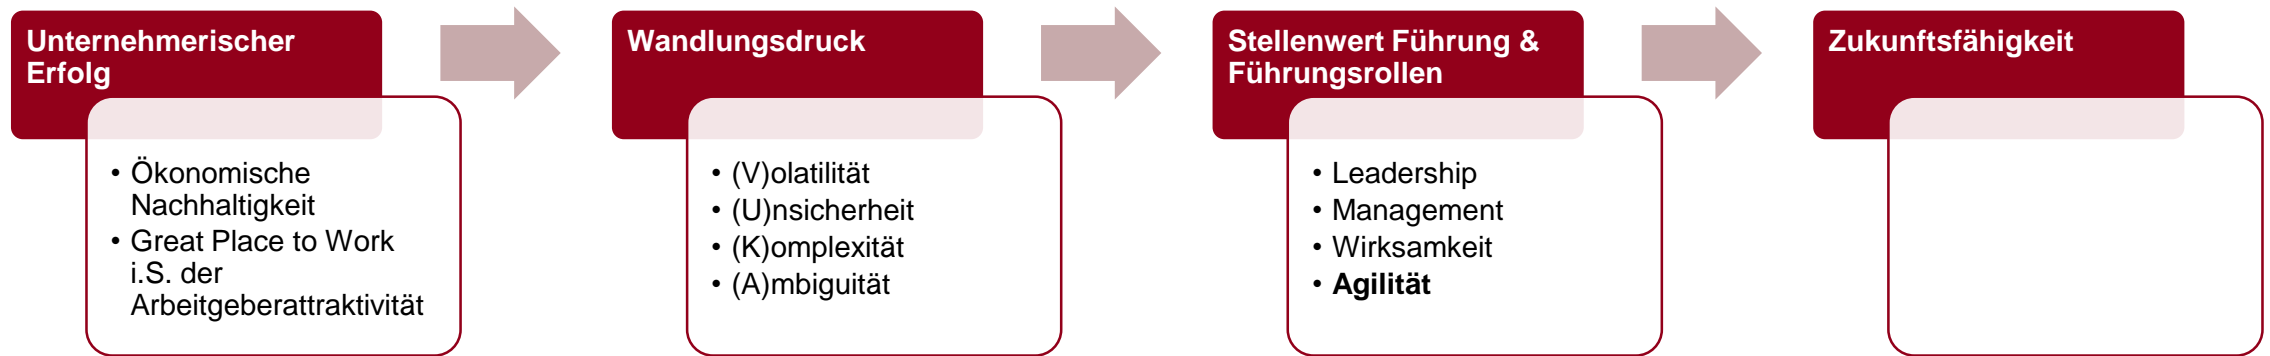 Unternehmerischer
Erfolg
• Ökonomische
Nachhaltigkeit
• Great Place to Work
i.S. der
Arbeitgeberattraktivität
Wandlungsdruck
• (V)olatilität
• (U)nsicherheit
• (K)omplexität
• (A)mbiguität
Stellenwert Führung &
Führungsrollen
• Leadership
• Management
• Wirksamkeit
• Agilität
Zukunftsfähigkeit